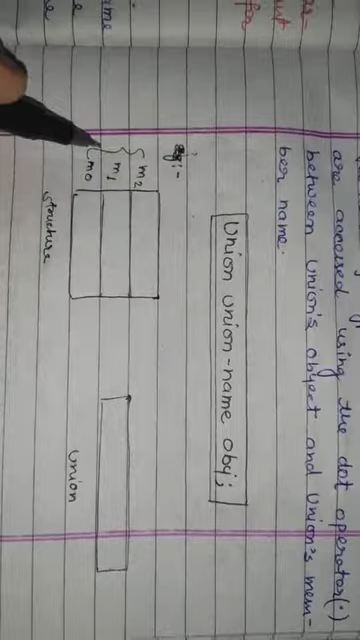 are accessed using the dot operator(.)
between union's object and union's mem-
ber name.
Union union-name obj;
eg:-
m2
m1
m0
structure
union